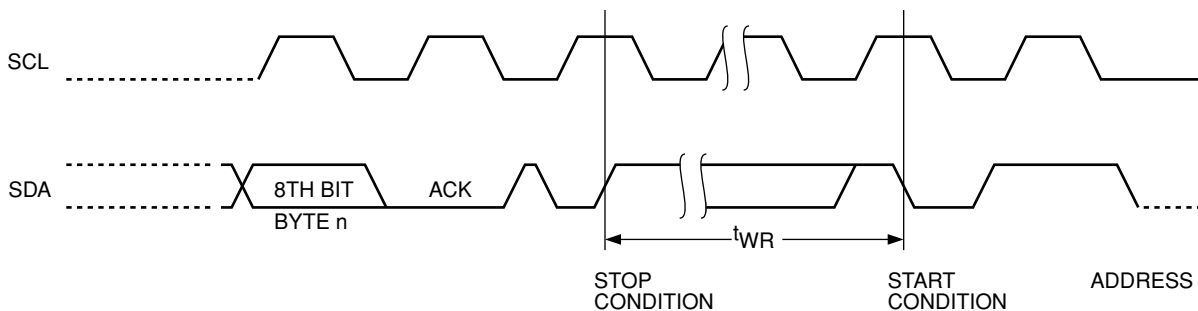 SCL
SDA
8TH BIT
ACK
BYTE n
tWR
STOP
CONDITION
START
CONDITION
ADDRESS